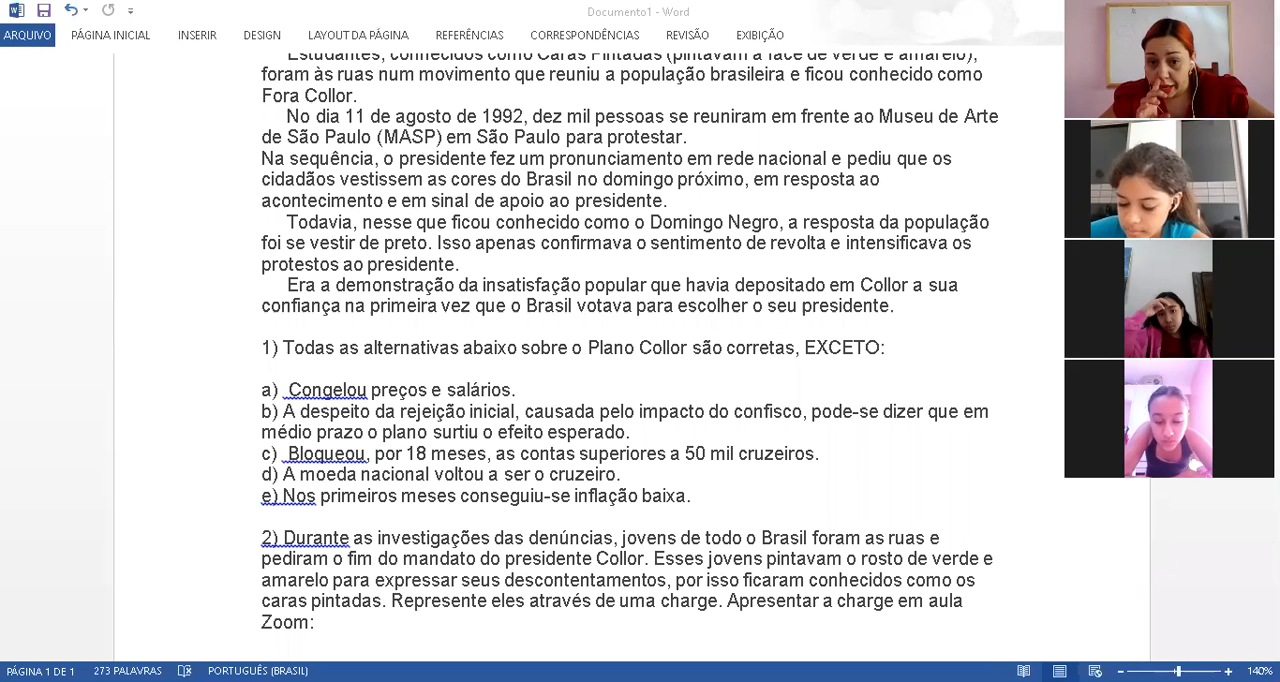 Documento1 - Word
ARQUIVO PÁGINA INICIAL INSERIR DESIGN LAYOUT DA PÁGINA REFERÊNCIAS CORRESPONDÊNCIAS REVISÃO EXIBIÇÃO
Estudantes, conhecidos como Caras Pintadas (pintavam a face de verde e amarelo),
foram às ruas num movimento que reuniu a população brasileira e ficou conhecido como
Fora Collor.
No dia 11 de agosto de 1992, dez mil pessoas se reuniram em frente ao Museu de Arte
de São Paulo (MASP) em São Paulo para protestar.
Na sequência, o presidente fez um pronunciamento em rede nacional e pediu que os
cidadãos vestissem as cores do Brasil no domingo próximo, em resposta ao
acontecimento e em sinal de apoio ao presidente.
Todavia, nesse que ficou conhecido como o Domingo Negro, a resposta da população
foi se vestir de preto. Isso apenas confirmava o sentimento de revolta e intensificava os
protestos ao presidente.
Era a demonstração da insatisfação popular que havia depositado em Collor a sua
confiança na primeira vez que o Brasil votava para escolher o seu presidente.
1) Todas as alternativas abaixo sobre o Plano Collor são corretas, EXCETO:
a) Congelou preços e salários.
b) A despeito da rejeição inicial, causada pelo impacto do confisco, pode-se dizer que em
médio prazo o plano surtiu o efeito esperado.
c) Bloqueou, por 18 meses, as contas superiores a 50 mil cruzeiros.
d) A moeda nacional voltou a ser o cruzeiro.
e) Nos primeiros meses conseguiu-se inflação baixa.
2) Durante as investigações das denúncias, jovens de todo o Brasil foram as ruas e
pediram o fim do mandato do presidente Collor. Esses jovens pintavam o rosto de verde e
amarelo para expressar seus descontentamentos, por isso ficaram conhecidos como os
caras pintadas. Represente eles através de uma charge. Apresentar a charge em aula
Zoom:
PÁGINA 1 DE 1 273 PALAVRAS PORTUGUÊS (BRASIL) 140%